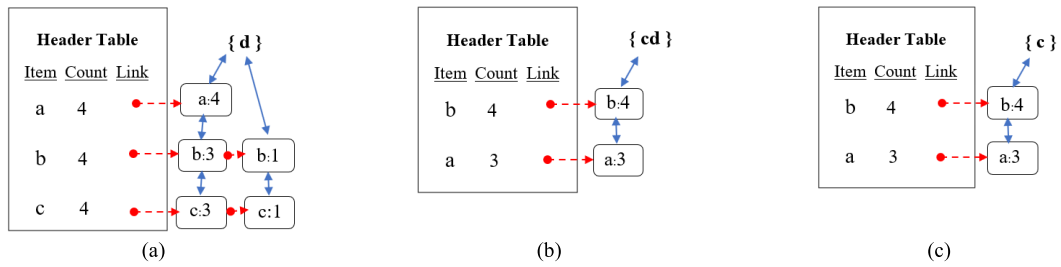 Header Table
{ d }
Item Count Link
a 4
a:4
b 4
b:3 b:1
c 4
c:3 c:1
(a)
Header Table
{ cd }
Item Count Link
b 4
b:4
a 3
a:3
(b)
Header Table
{ c }
Item Count Link
b 4
b:4
a 3
a:3
(c)